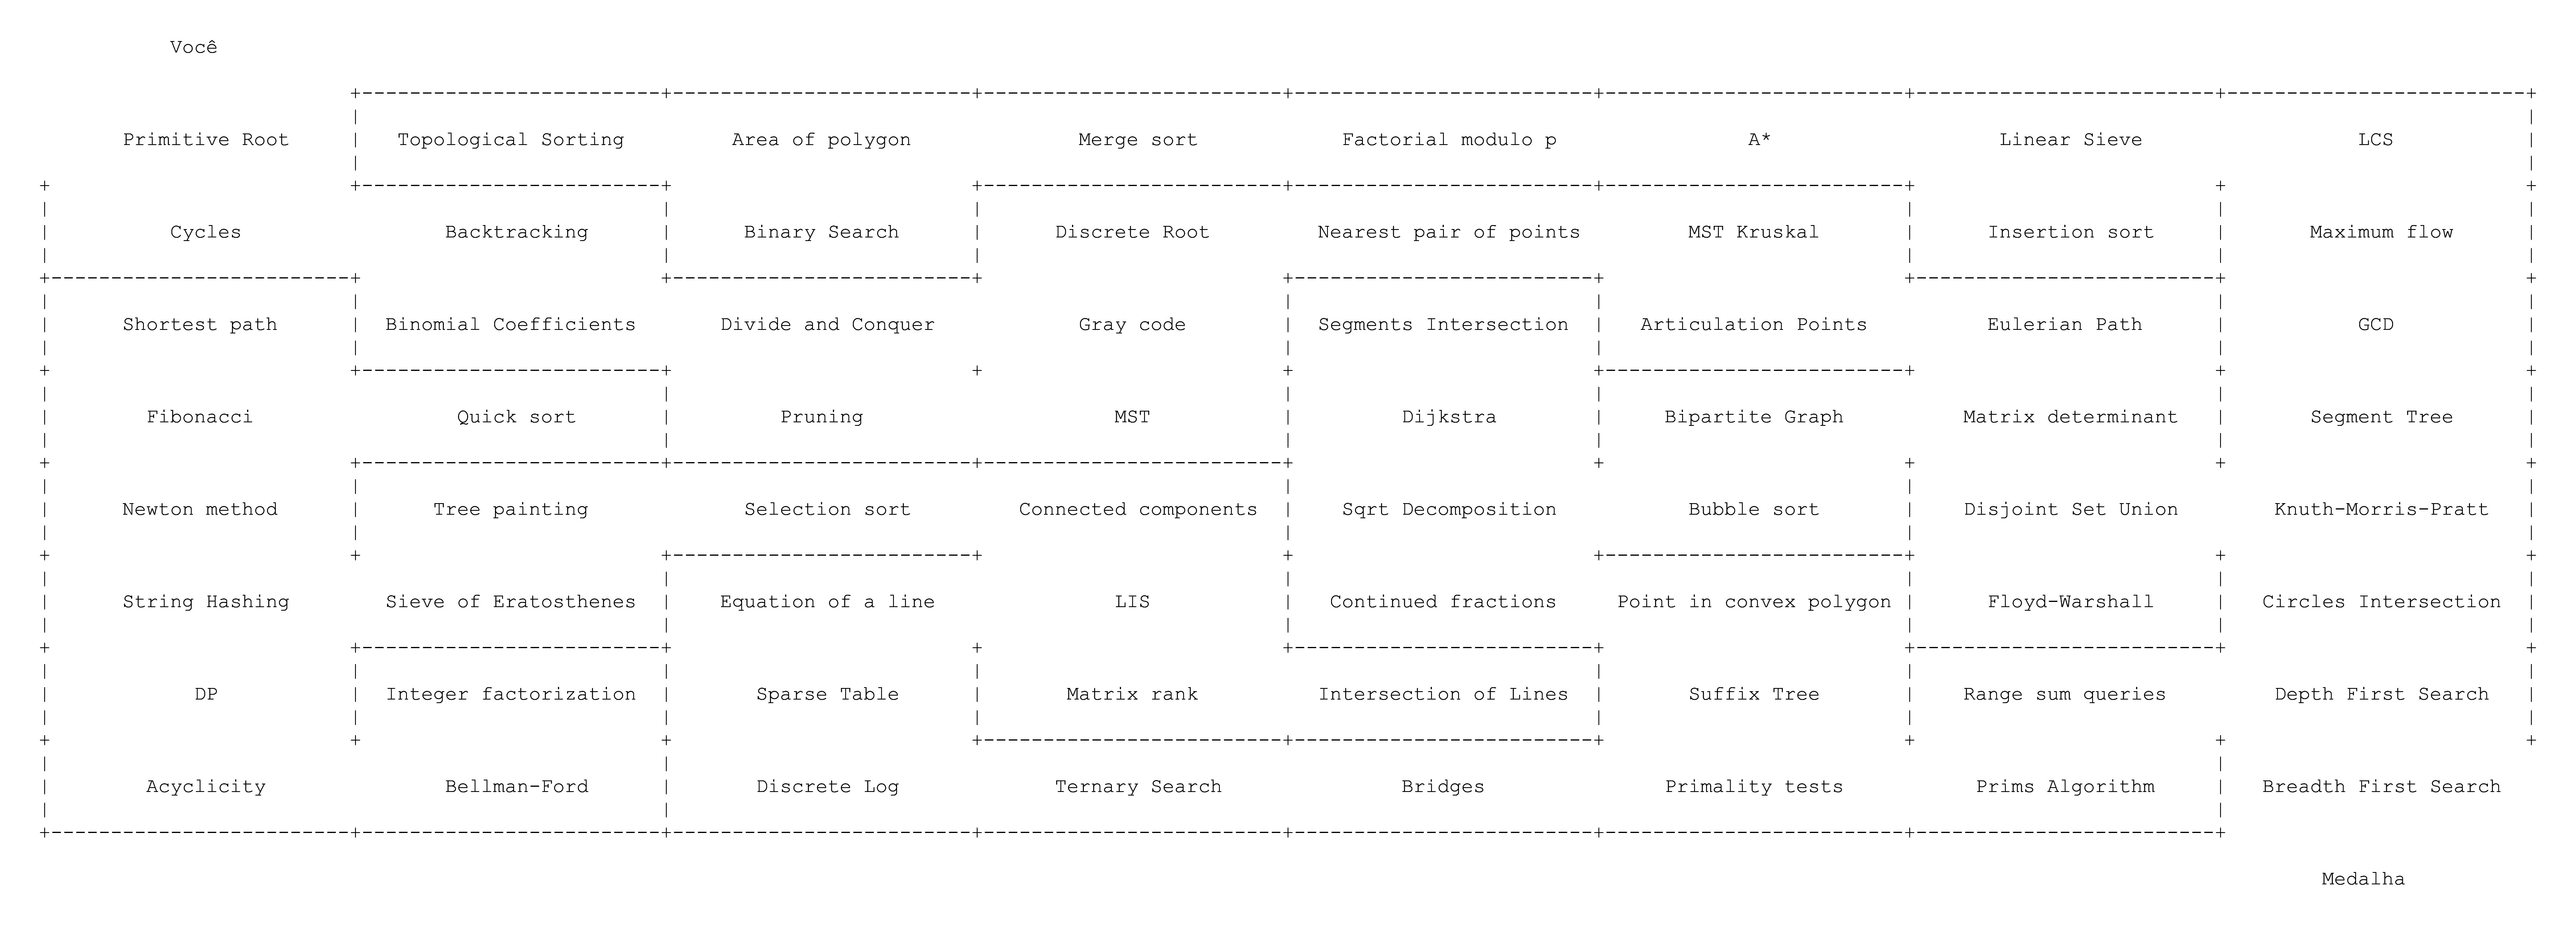 Você
Primitive Root Topological Sorting Area of polygon Merge sort Factorial modulo p A* Linear Sieve LCS
Cycles Backtracking Binary Search Discrete Root Nearest pair of points MST Kruskal Insertion sort Maximum flow
Shortest path Binomial Coefficients Divide and Conquer Gray code Segments Intersection Articulation Points Eulerian Path GCD
Fibonacci Quick sort Pruning MST Dijkstra Bipartite Graph Matrix determinant Segment Tree
Newton method Tree painting Selection sort Connected components Sqrt Decomposition Bubble sort Disjoint Set Union Knuth-Morris-Pratt
String Hashing Sieve of Eratosthenes Equation of a line LIS Continued fractions Point in convex polygon Floyd-Warshall Circles Intersection
DP Integer factorization Sparse Table Matrix rank Intersection of Lines Suffix Tree Range sum queries Depth First Search
Acyclicity Bellman-Ford Discrete Log Ternary Search Bridges Primality tests Prims Algorithm Breadth First Search
Medalha